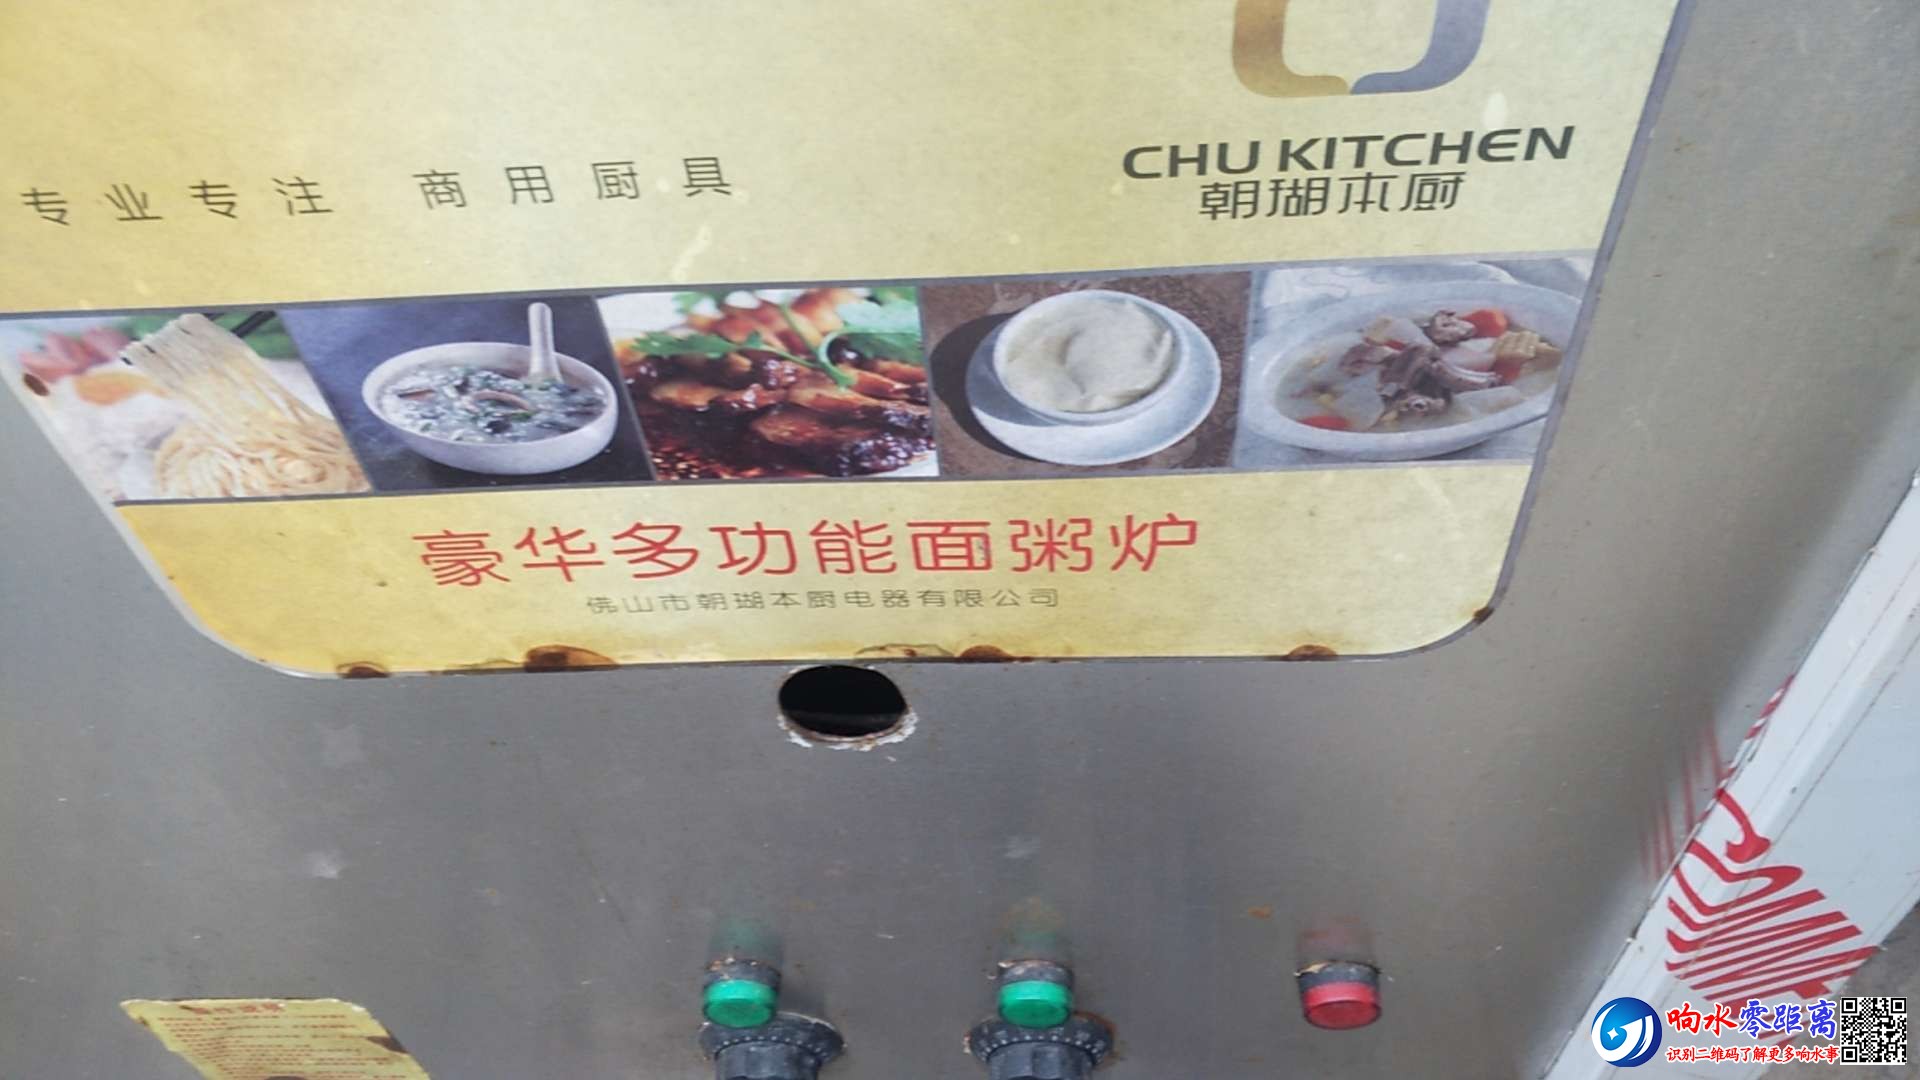 CHU KITCHEN
朝瑚本厨
专业专注 商用厨具
豪华多功能面粥炉
佛山市朝瑚本厨电器有限公司
响水零距离
识别二维码了解更多响水事